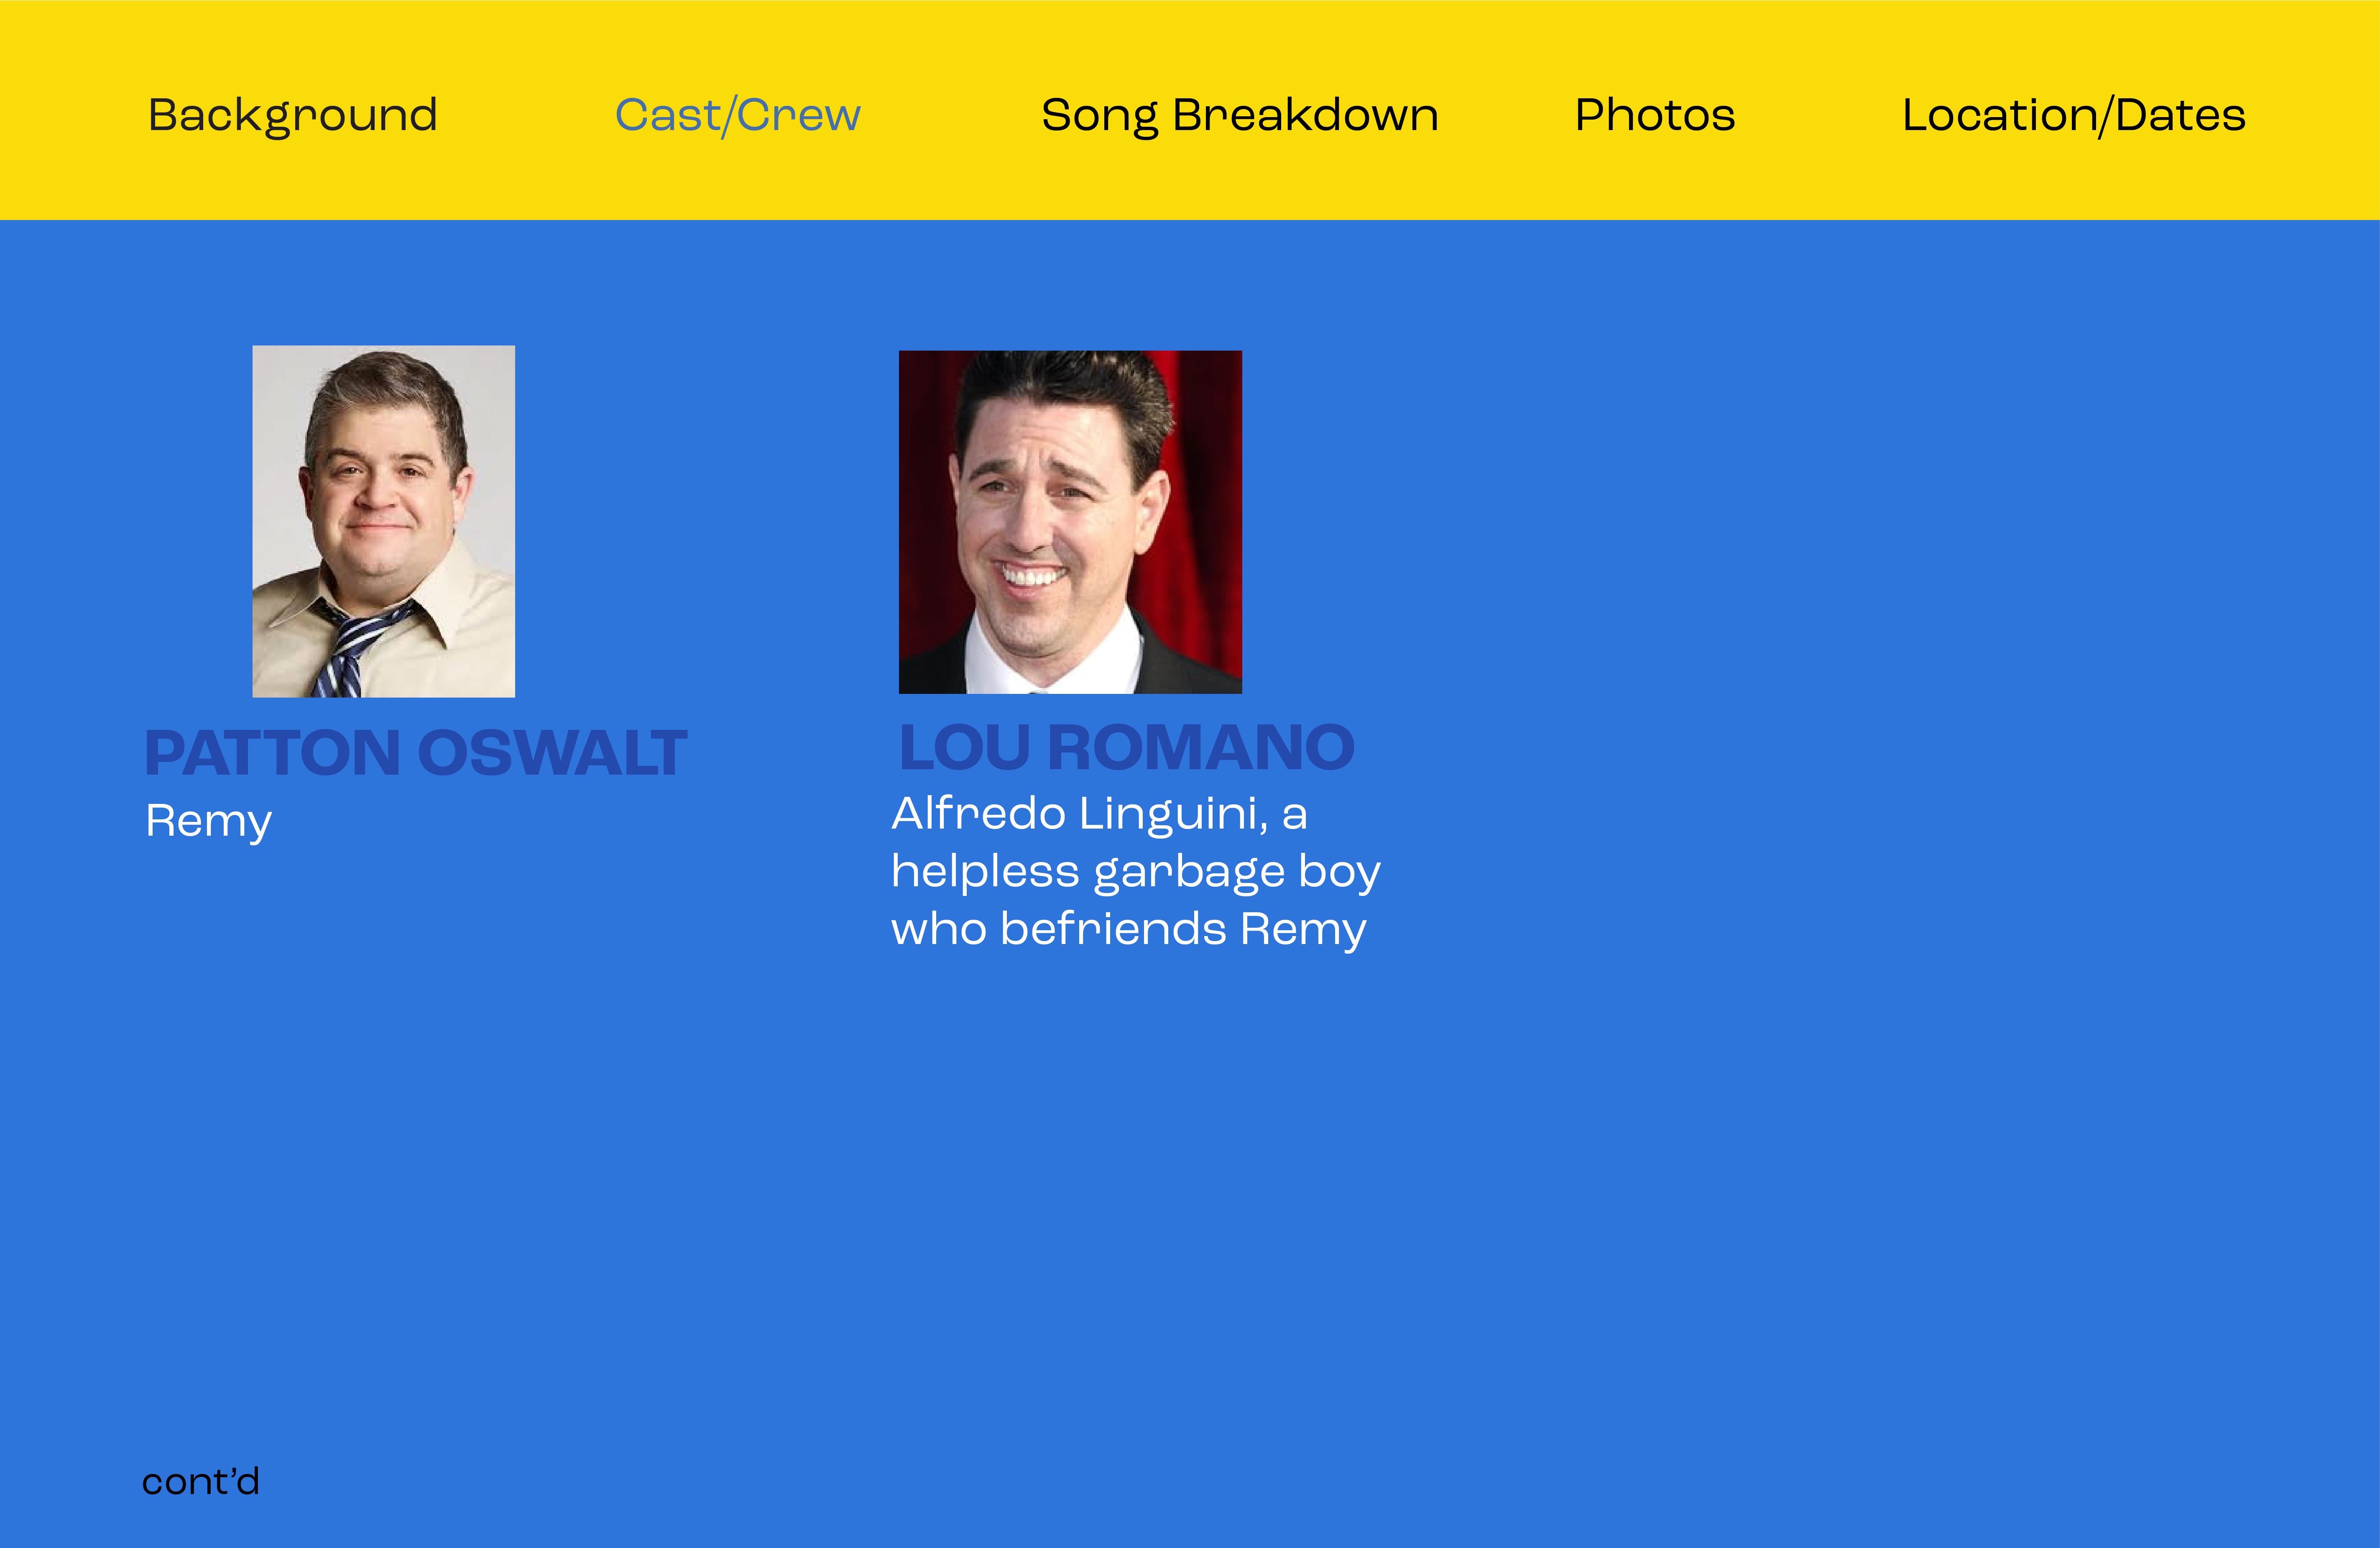 Background Cast/Crew Song Breakdown Photos Location/Dates
PATTON OSWALT
Remy
LOU ROMANO
Alfredo Linguini, a
helpless garbage boy
who befriends Remy
cont’d